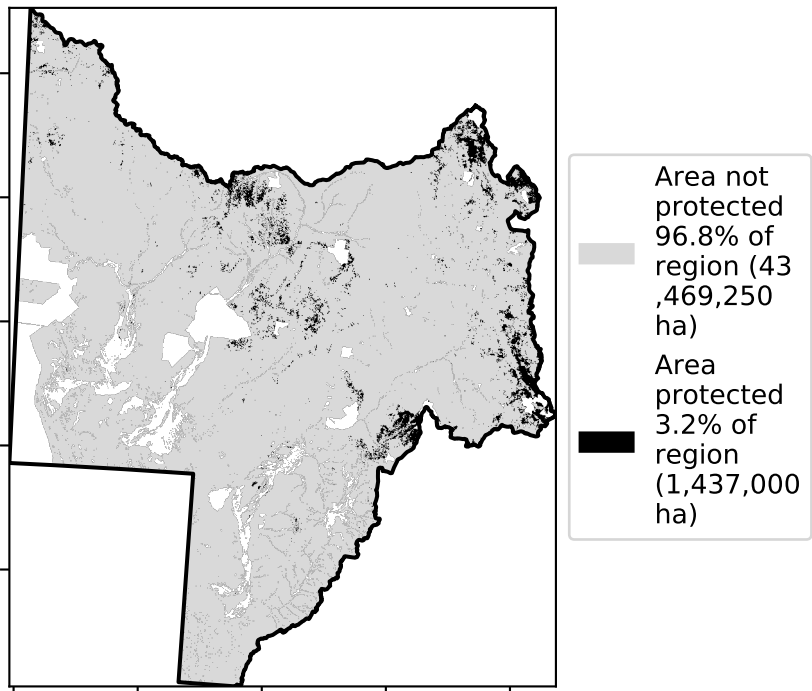 Area not
protected
96.8% of
region (43
,469,250
ha)
Area
protected
3.2% of
region
(1,437,000
ha)